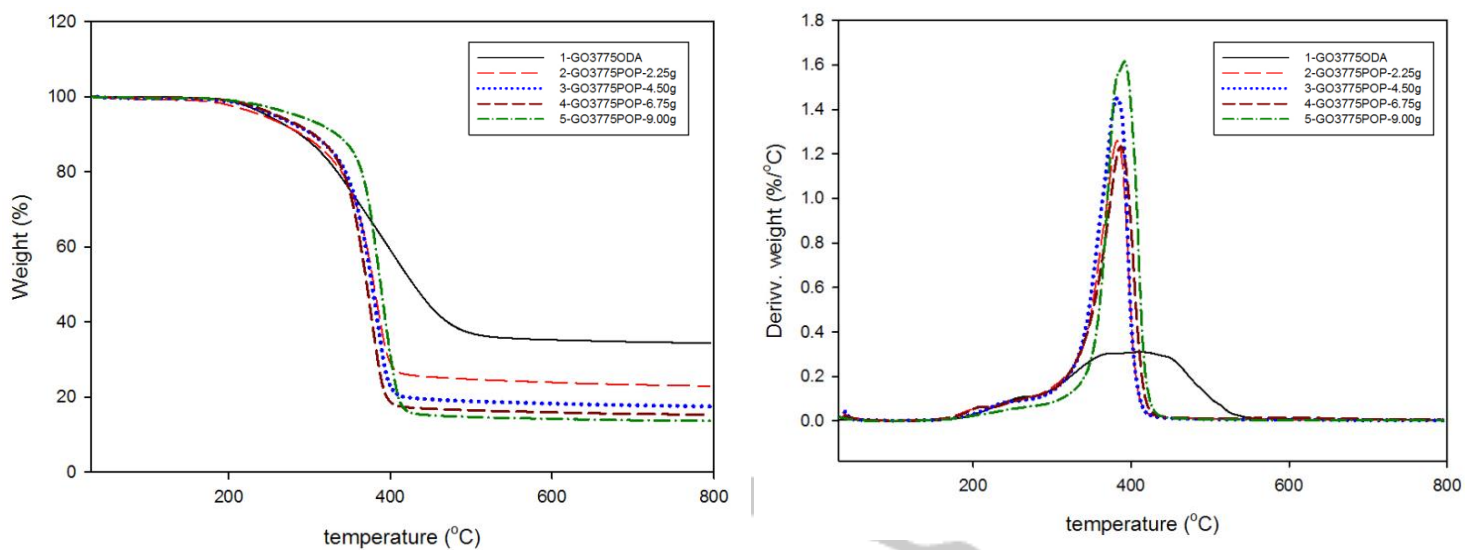 120
100
80
60
40
20
0
Weight (%)
200
400
600
800
temperature (°C)
1-GO3775ODA
2-GO3775POP-2.25g
3-GO3775POP-4.50g
4-GO3775POP-6.75g
5-GO3775POP-9.00g
1.8
1.6
1.4
1.2
1.0
0.8
0.6
0.4
0.2
0.0
Derivv. weight (%/°C)
200
400
600
800
temperature (°C)
1-GO3775ODA
2-GO3775POP-2.25g
3-GO3775POP-4.50g
4-GO3775POP-6.75g
5-GO3775POP-9.00g